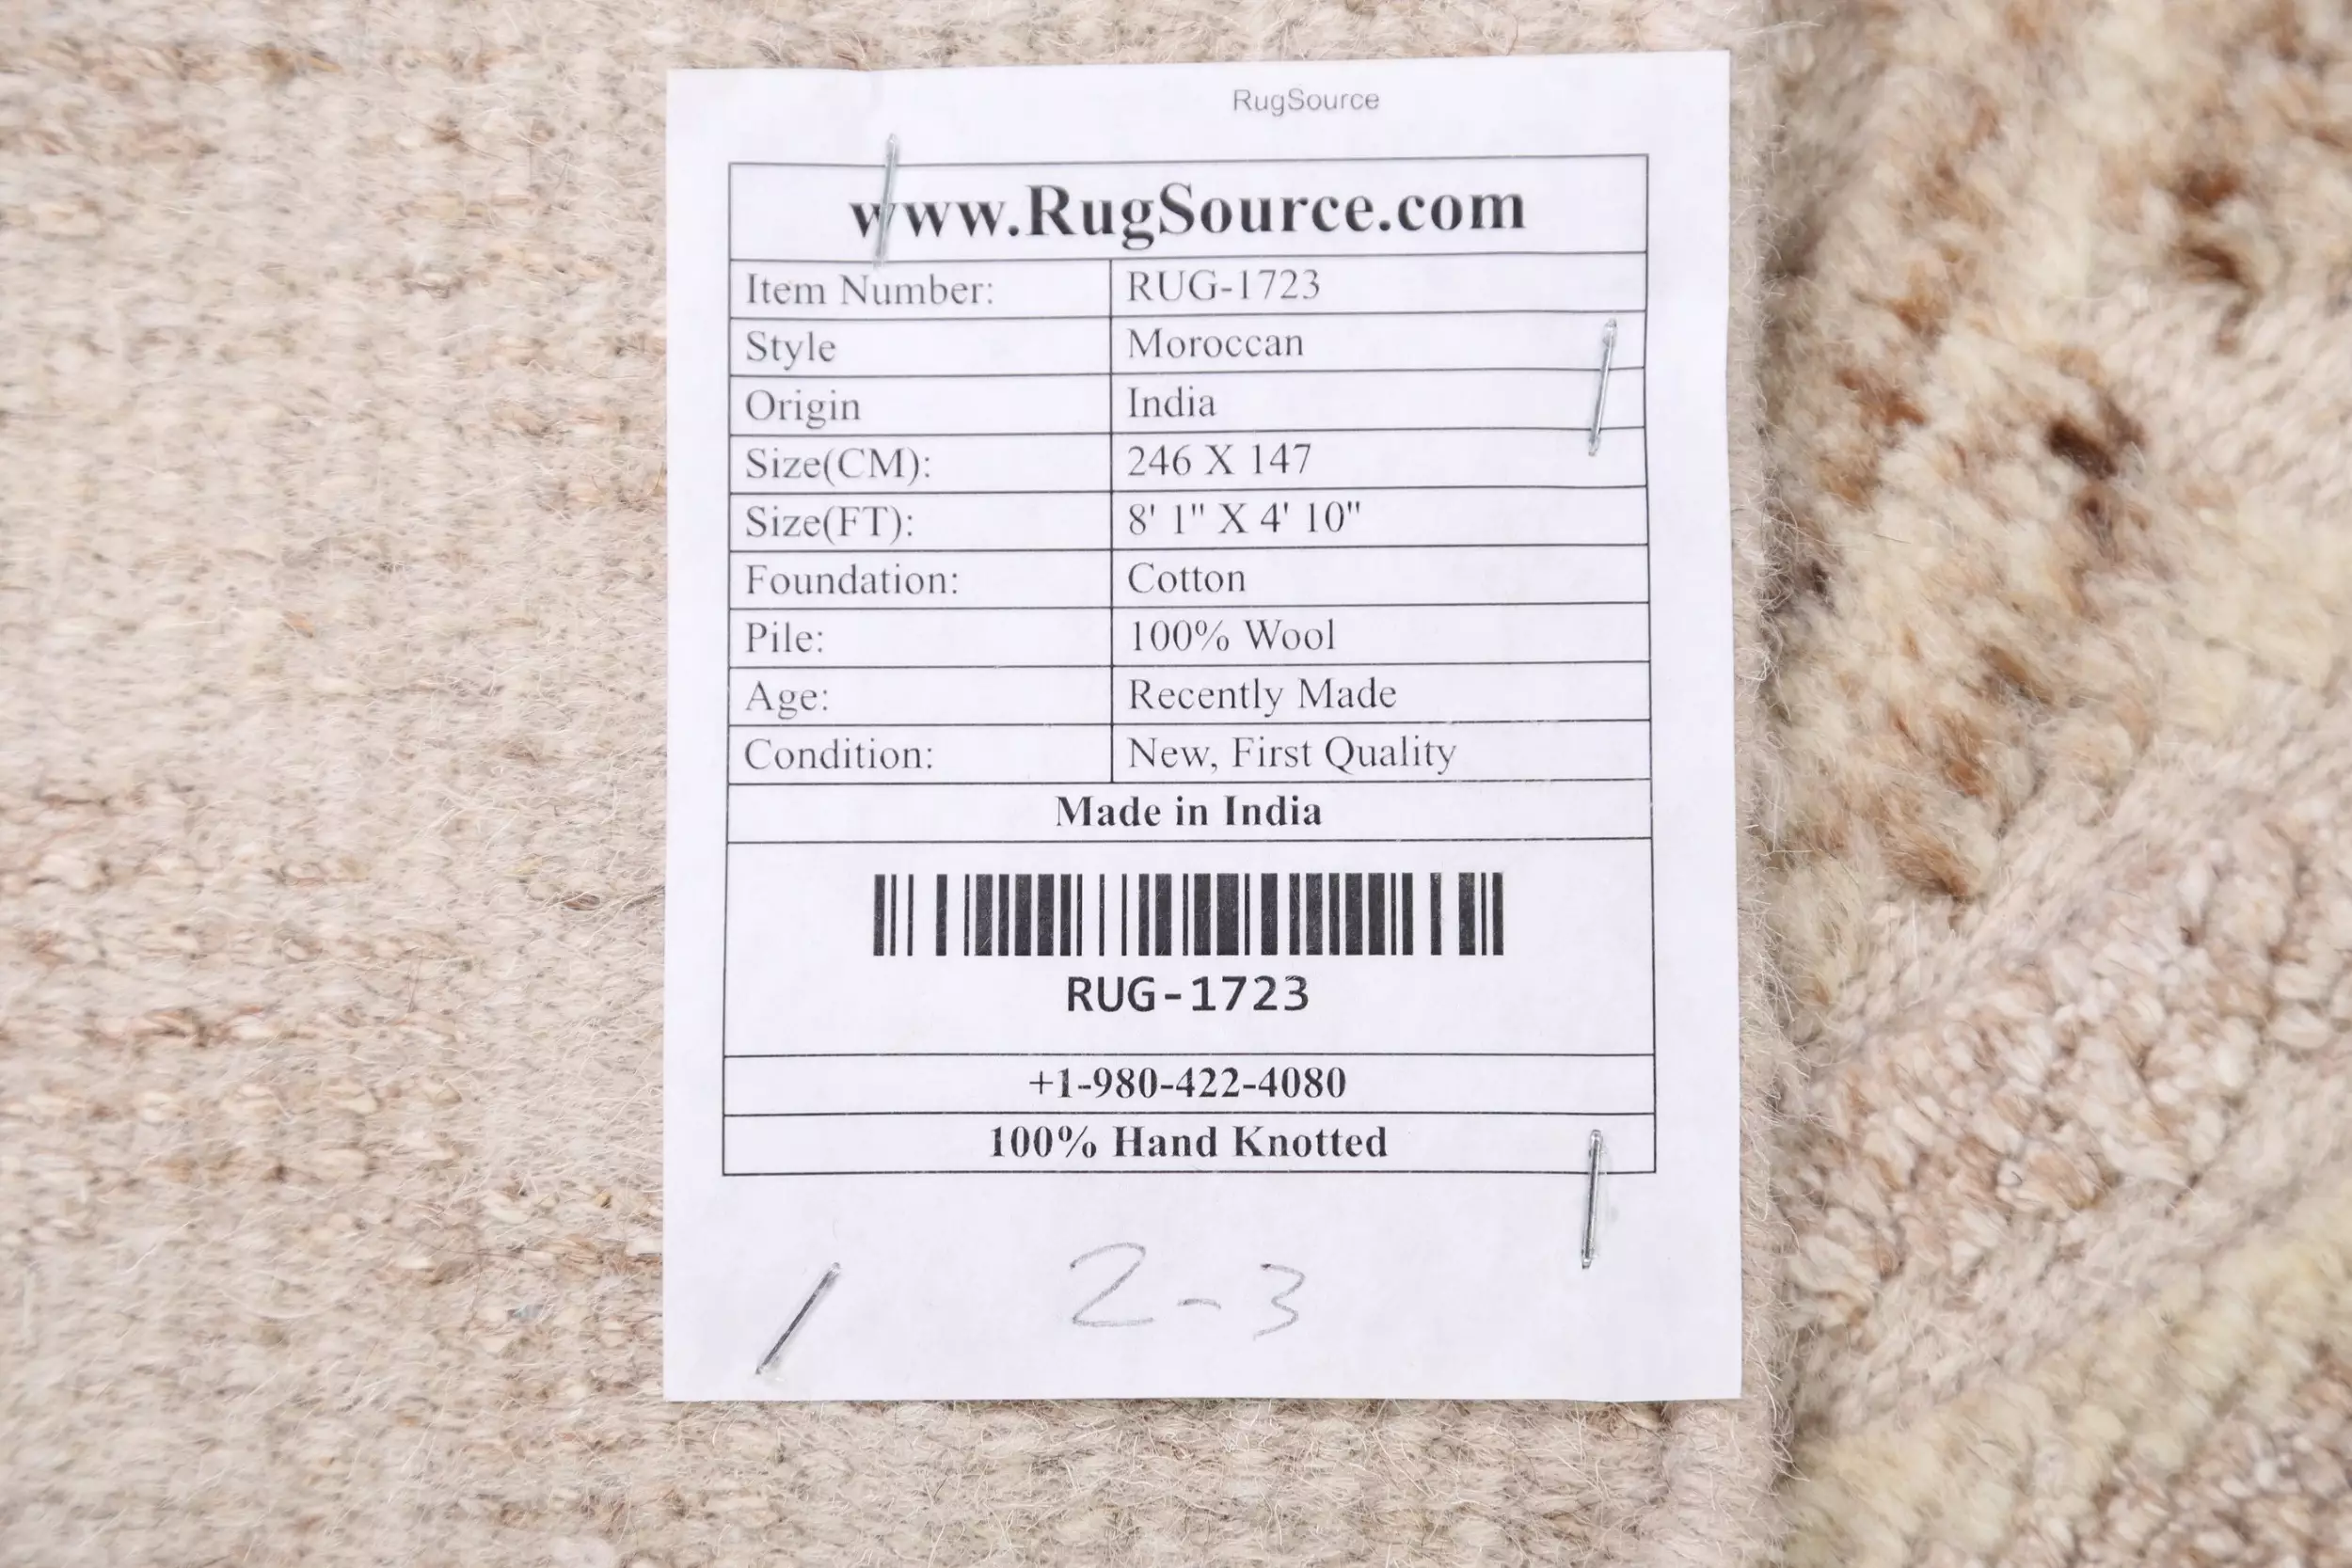 RugSource
www.RugSource.com
Item Number: RUG-1723
Style Moroccan
Origin India
Size(CM): 246 X 147
Size(FT): 8' 1" X 4' 10"
Foundation: Cotton
Pile: 100% Wool
Age: Recently Made
Condition: New, First Quality
Made in India
RUG-1723
+1-980-422-4080
100% Hand Knotted
2-3